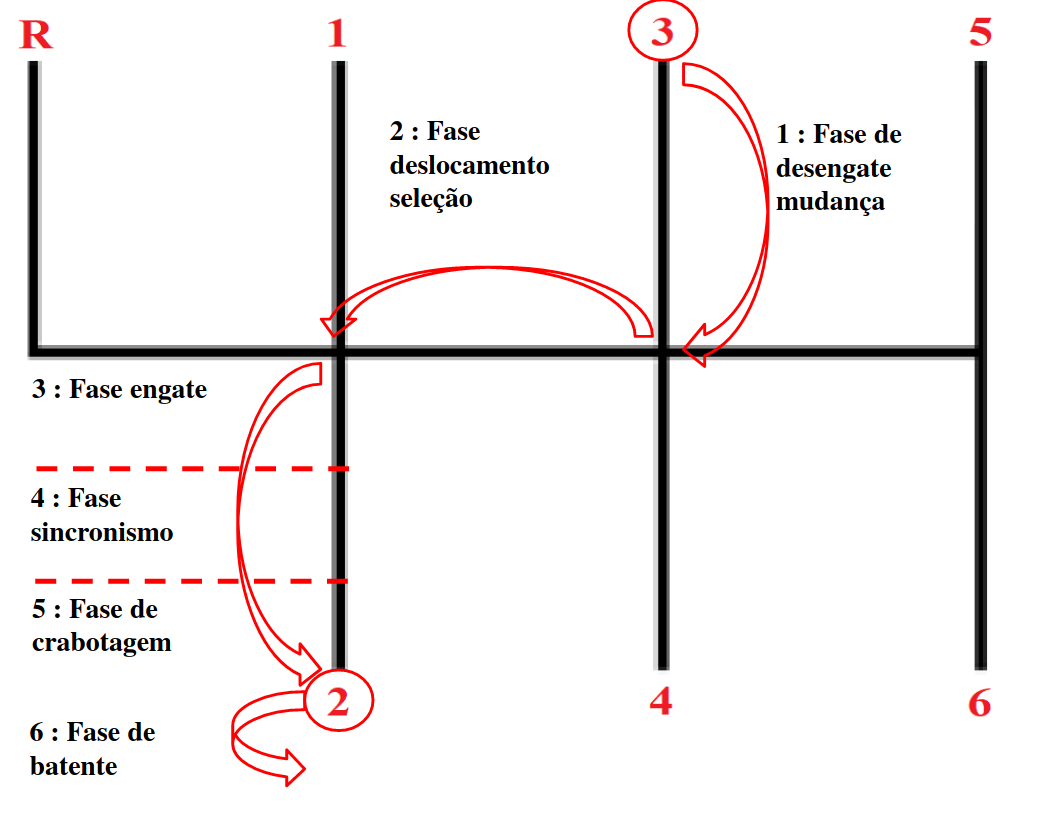 R 1 3 5
2 : Fase
deslocamento
seleção
1 : Fase de
desengate
mudança
3 : Fase engate
4 : Fase
sincronismo
5 : Fase de
crabotagem
2 4 6
6 : Fase de
batente